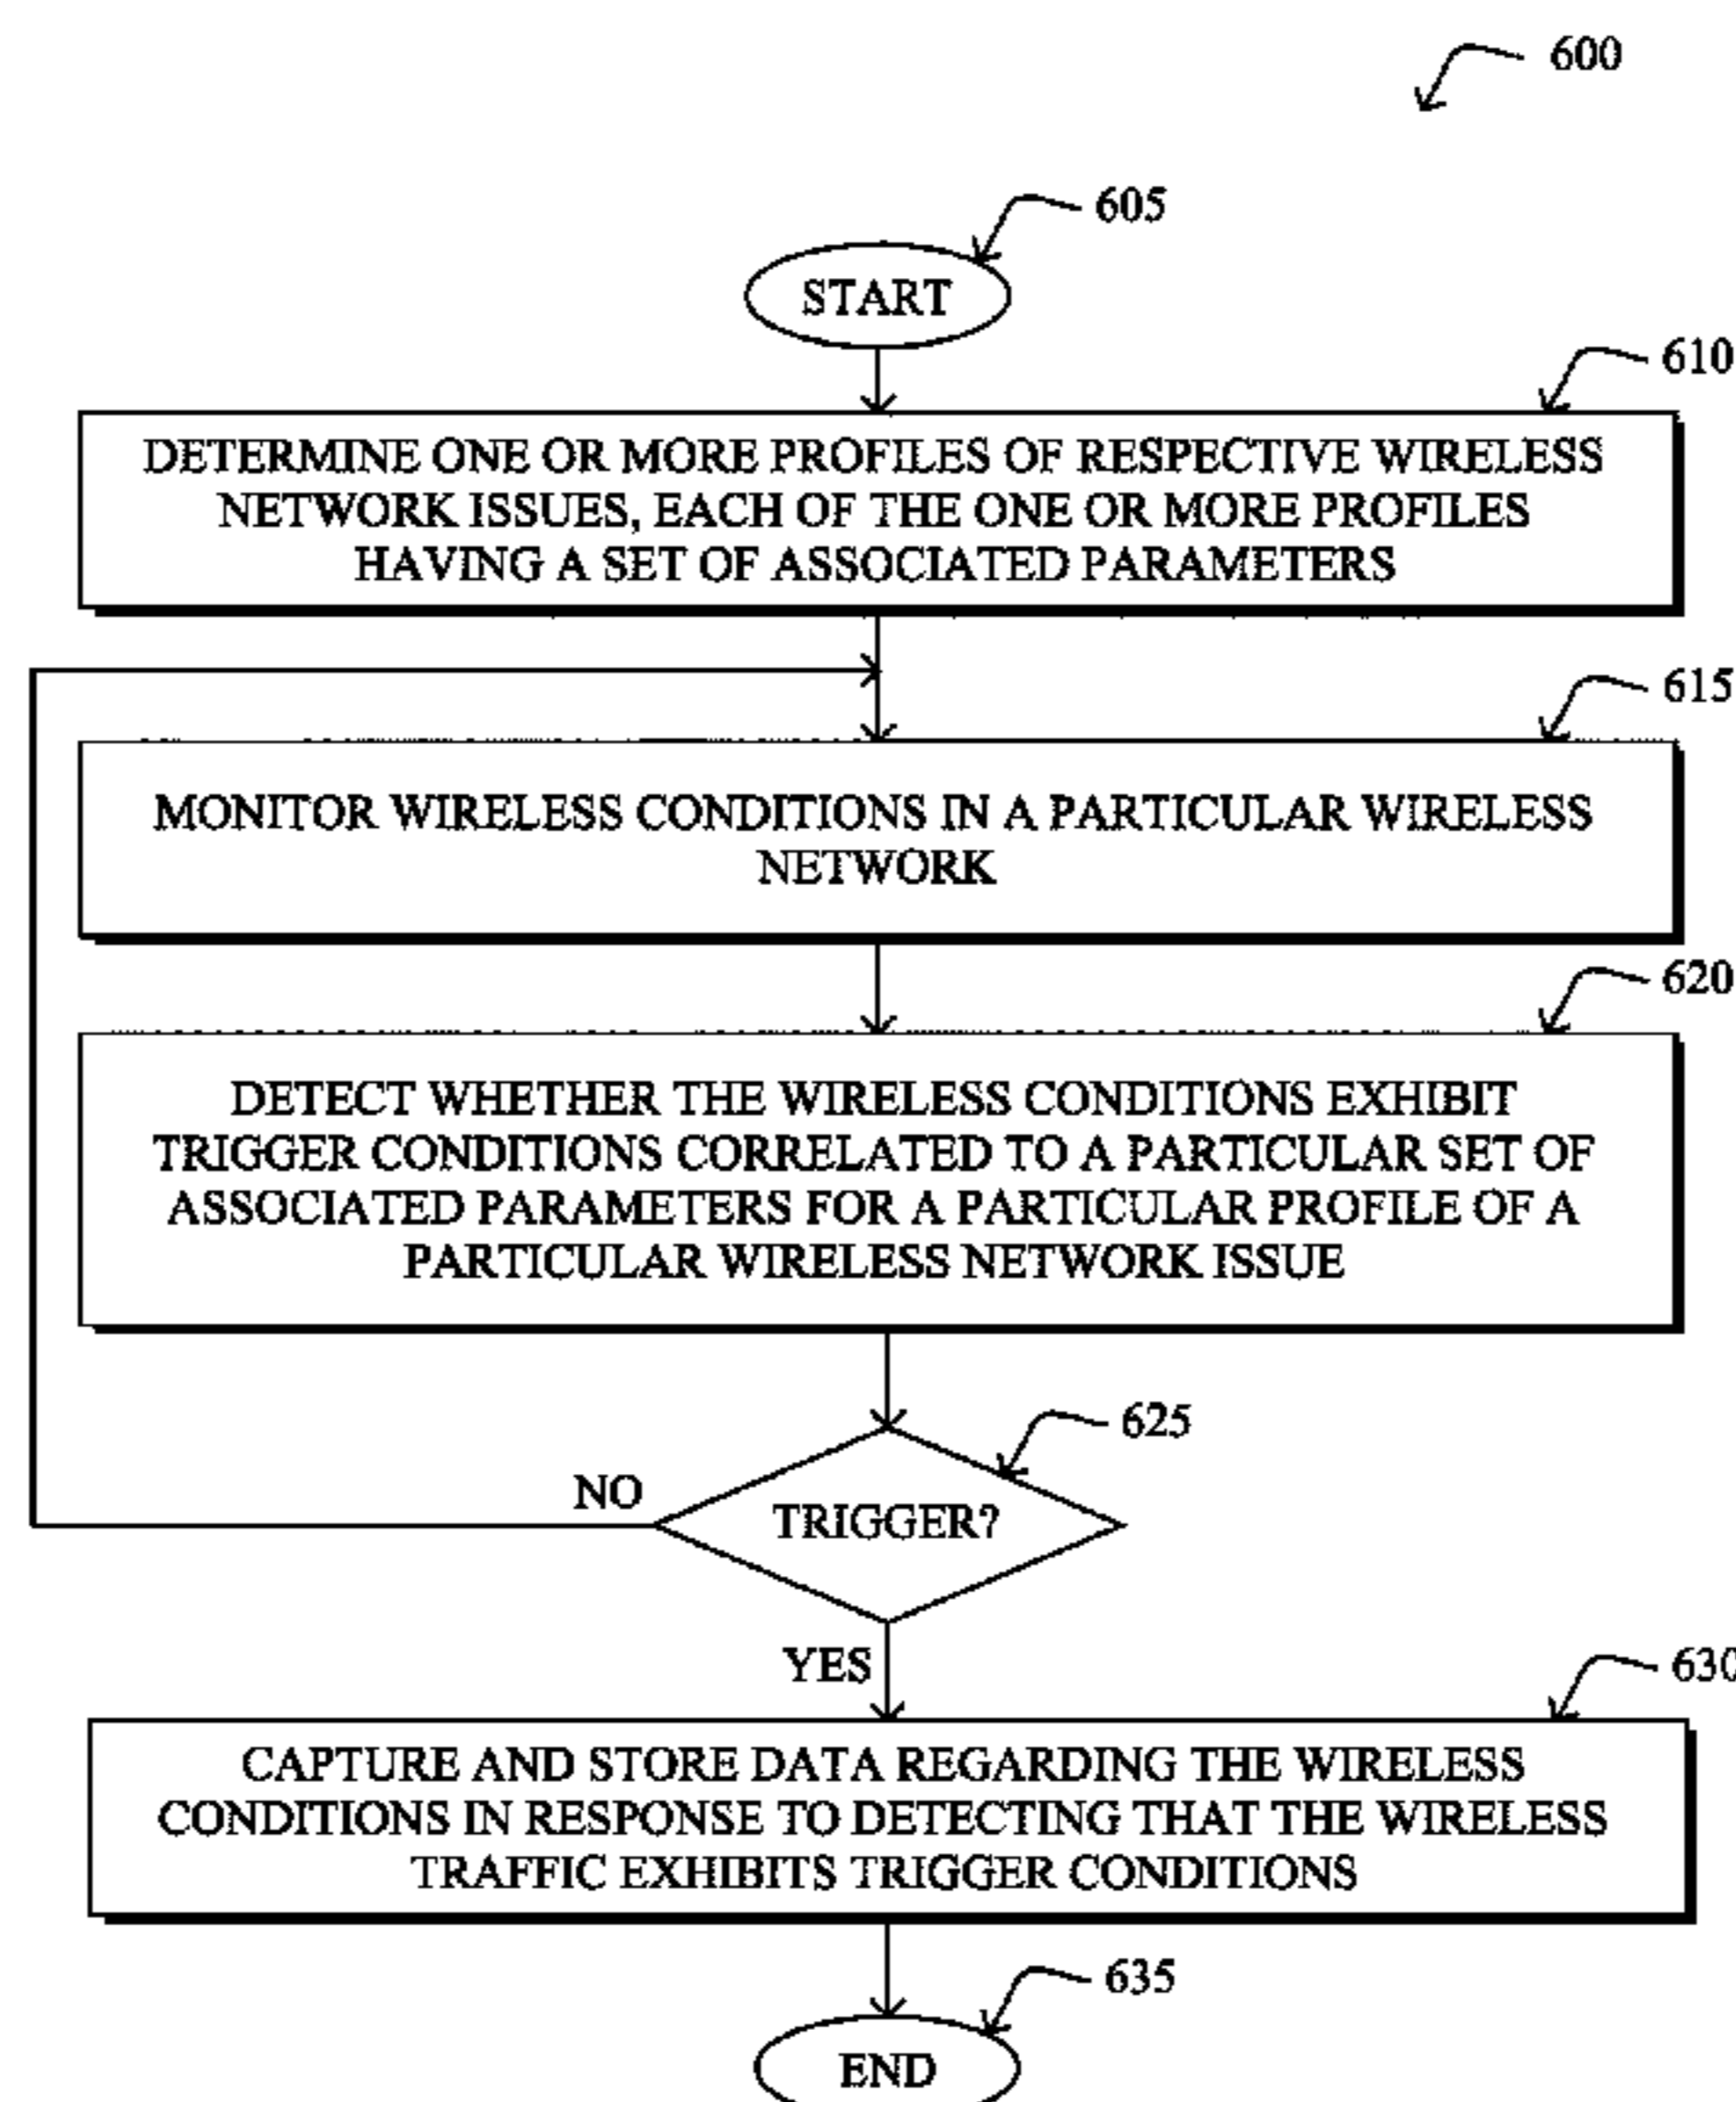 600
605
START
610
DETERMINE ONE OR MORE PROFILES OF RESPECTIVE WIRELESS
NETWORK ISSUES, EACH OF THE ONE OR MORE PROFILES
HAVING A SET OF ASSOCIATED PARAMETERS
615
MONITOR WIRELESS CONDITIONS IN A PARTICULAR WIRELESS
NETWORK
620
DETECT WHETHER THE WIRELESS CONDITIONS EXHIBIT
TRIGGER CONDITIONS CORRELATED TO A PARTICULAR SET OF
ASSOCIATED PARAMETERS FOR A PARTICULAR PROFILE OF A
PARTICULAR WIRELESS NETWORK ISSUE
625
NO
TRIGGER?
YES
630
CAPTURE AND STORE DATA REGARDING THE WIRELESS
CONDITIONS IN RESPONSE TO DETECTING THAT THE WIRELESS
TRAFFIC EXHIBITS TRIGGER CONDITIONS
635
END